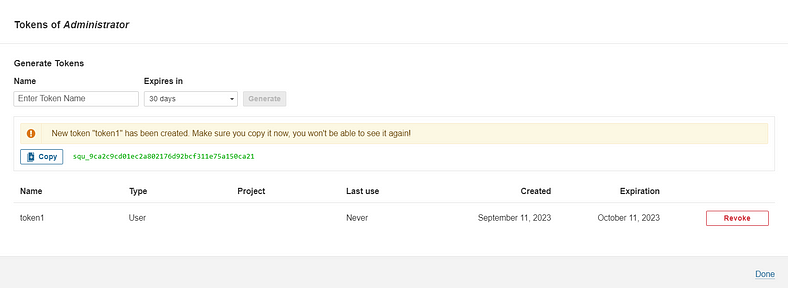 Tokens of Administrator
Generate Tokens
Name Expires in
Enter Token Name 30 days Generate
New token "token1" has been created. Make sure you copy it now, you won't be able to see it again!
Copy squ_9ca2c9cd01ec2a802176d92bcf311e75a150ca21
Name Type Project Last use Created Expiration
token1 User Never September 11, 2023 October 11, 2023 Revoke
Done